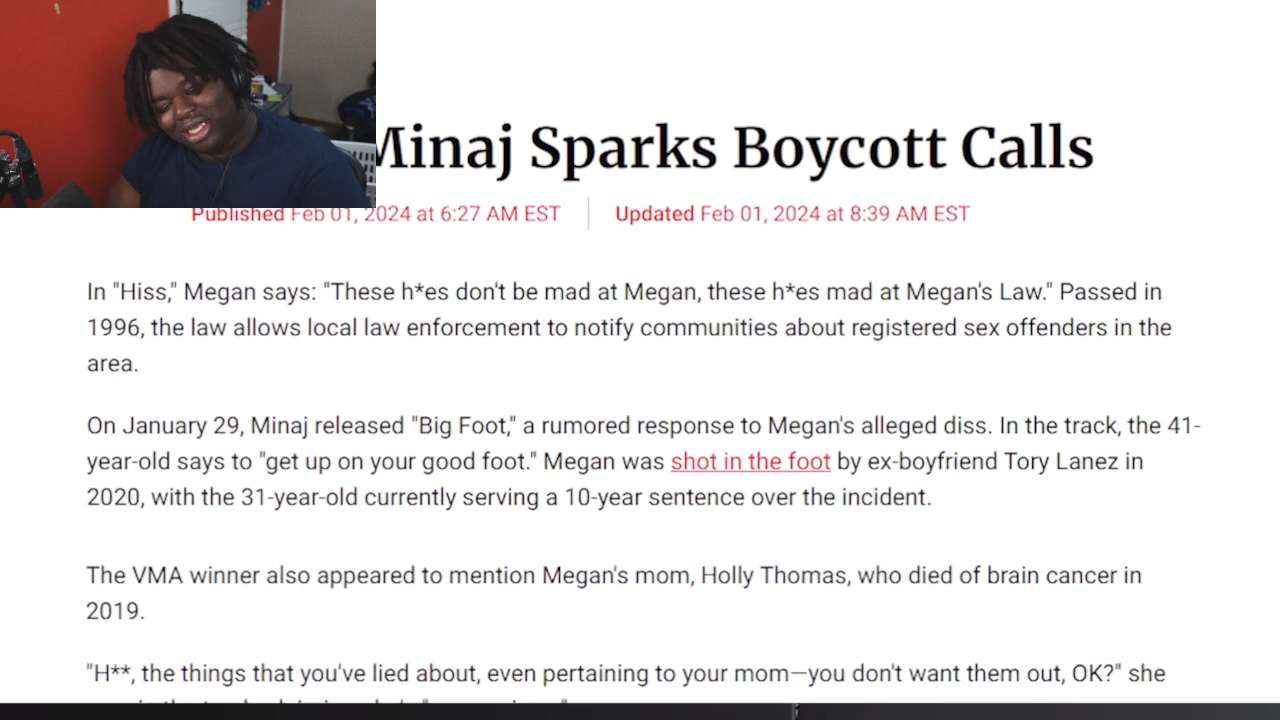 Minaj Sparks Boycott Calls
Published Feb 01, 2024 at 6:27 AM EST Updated Feb 01, 2024 at 8:39 AM EST
In "Hiss," Megan says: "These h*es don't be mad at Megan, these h*es mad at Megan's Law." Passed in
1996, the law allows local law enforcement to notify communities about registered sex offenders in the
area.
On January 29, Minaj released "Big Foot," a rumored response to Megan's alleged diss. In the track, the 41-
year-old says to "get up on your good foot." Megan was shot in the foot by ex-boyfriend Tory Lanez in
2020, with the 31-year-old currently serving a 10-year sentence over the incident.
The VMA winner also appeared to mention Megan's mom, Holly Thomas, who died of brain cancer in
2019.
"H**, the things that you've lied about, even pertaining to your mom—you don't want them out, OK?" she